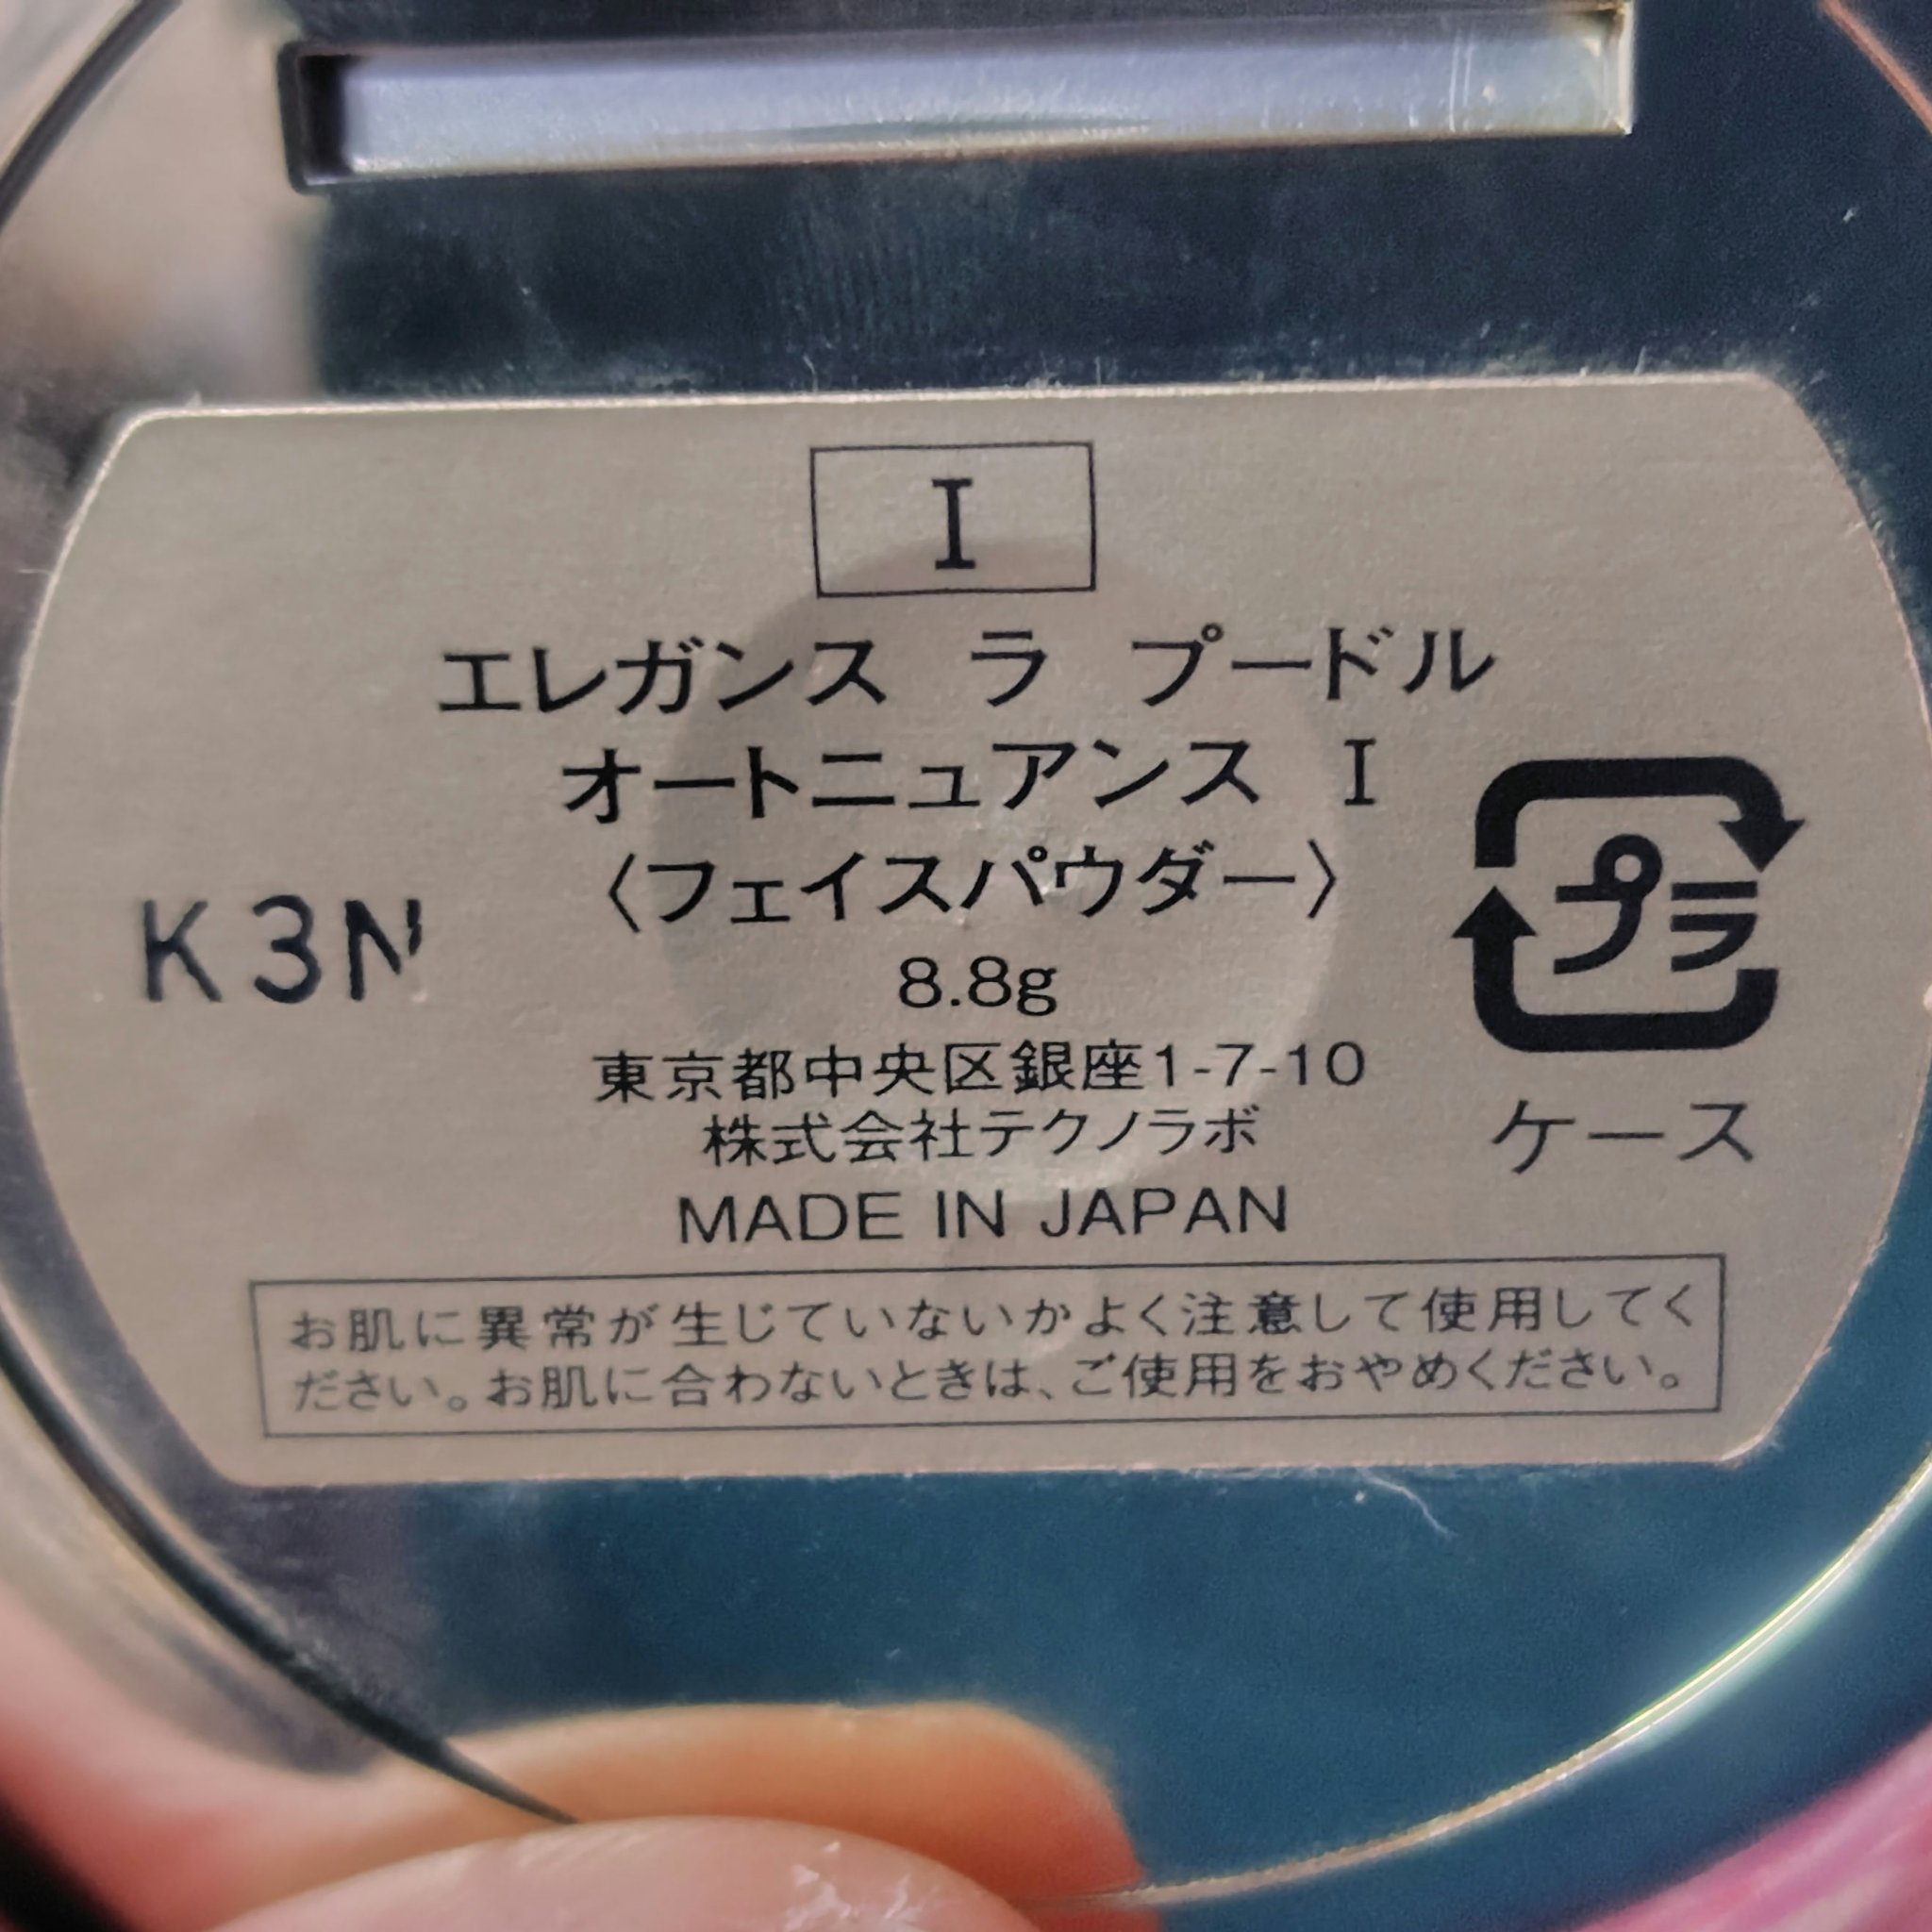 I
エレガンス ラ プードル
オートニュアンス I
〈フェイスパウダー〉
K3N
8.8g
プラ
東京都中央区銀座1-7-10
株式会社テクノラボ
ケース
MADE IN JAPAN
お肌に異常が生じていないかよく注意して使用してく
ださい。お肌に合わないときは、ご使用をおやめください。